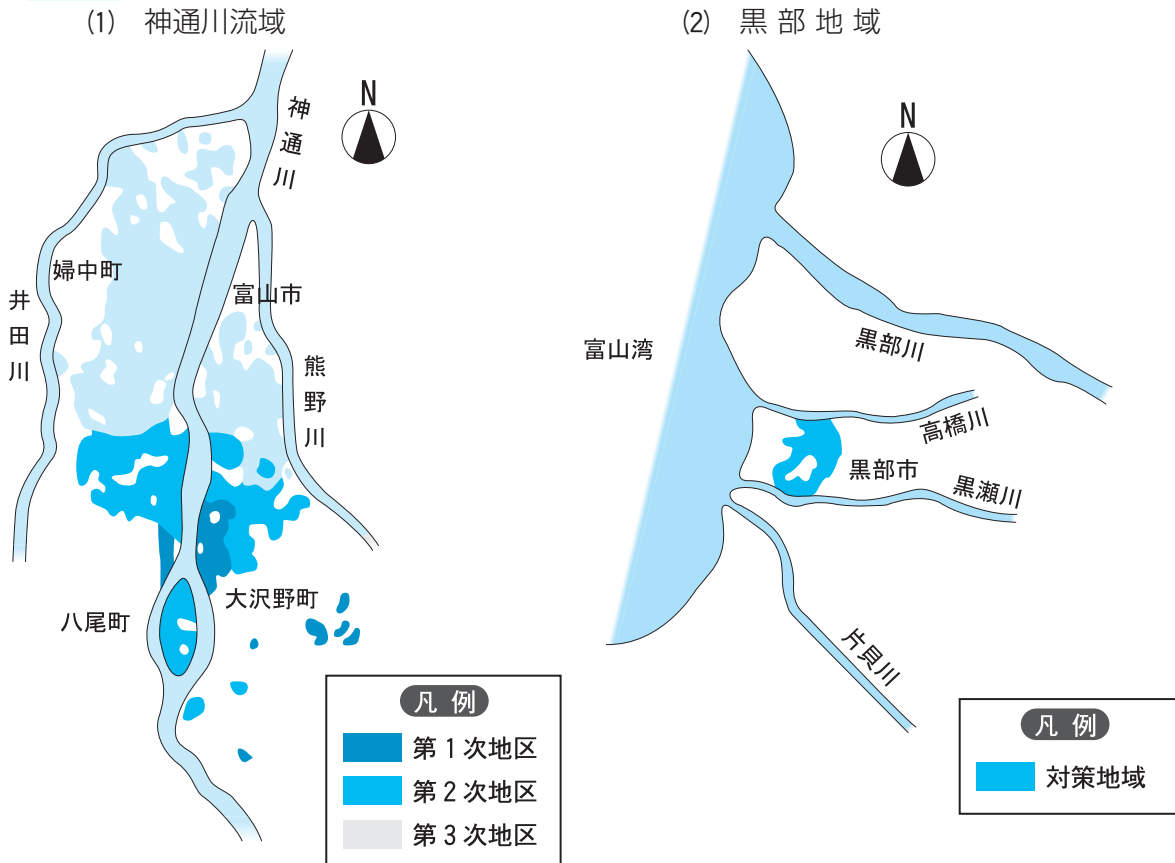 (1) 神通川流域
N
神通川
婦中町
井田川
富山市
熊野川
大沢野町
八尾町
凡例
第1次地区
第2次地区
第3次地区
(2) 黒部地域
N
富山湾
黒部川
高橋川
黒部市
黒瀬川
片貝川
凡例
対策地域